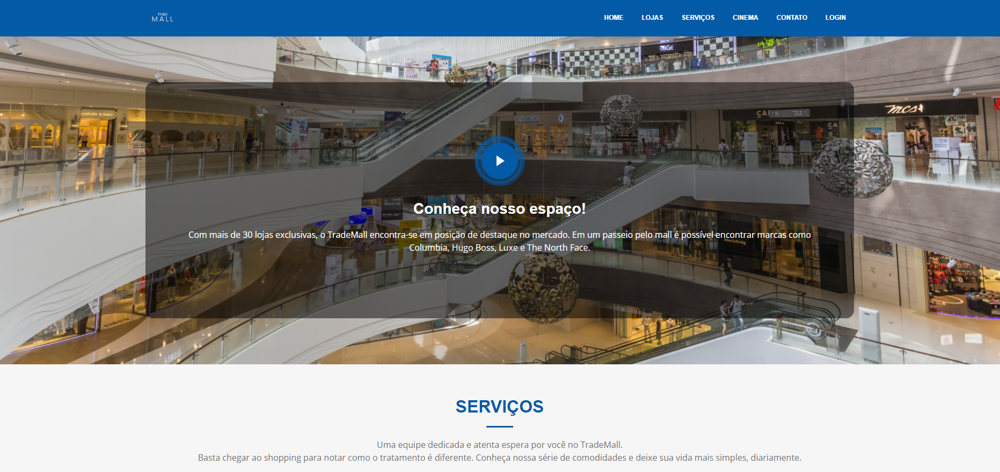 TRADE
MALL
HOME
LOJAS
SERVIÇOS
CINEMA
CONTATO
LOGIN
mcs
Conheça nosso espaço!
Com mais de 30 lojas exclusivas, o TradeMall encontra-se em posição de destaque no mercado. Em um passeio pelo mall é possível encontrar marcas como
Columbia, Hugo Boss, Luxe e The North Face.
SERVIÇOS
Uma equipe dedicada e atenta espera por você no TradeMall.
Basta chegar ao shopping para notar como o tratamento é diferente. Conheça nossa série de comodidades e deixe sua vida mais simples, diariamente.